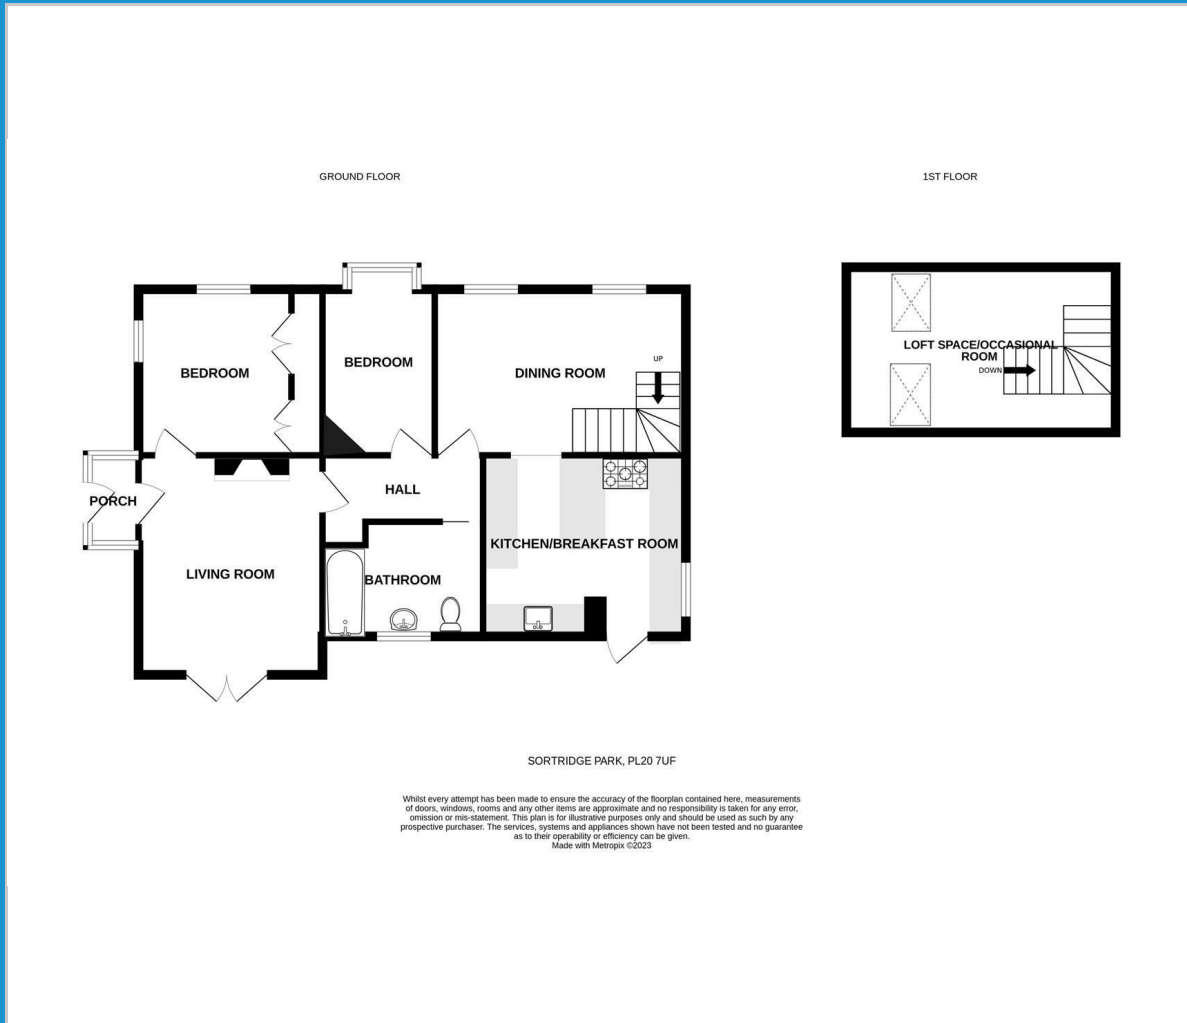 GROUND FLOOR
1ST FLOOR
BEDROOM
BEDROOM
DINING ROOM
UP
PORCH
HALL
LIVING ROOM
BATHROOM
KITCHEN/BREAKFAST ROOM
LOFT SPACE/OCCASIONAL
ROOM
DOWN
SORTRIDGE PARK, PL20 7UF
Whilst every attempt has been made to ensure the accuracy of the floorplan contained here, measurements
of doors, windows, rooms and any other items are approximate and no responsibility is taken for any error,
omission or mis-statement. This plan is for illustrative purposes only and should be used as such by any
prospective purchaser. The services, systems and appliances shown have not been tested and no guarantee
as to their operability or efficiency can be given.
Made with Metropix ©2023